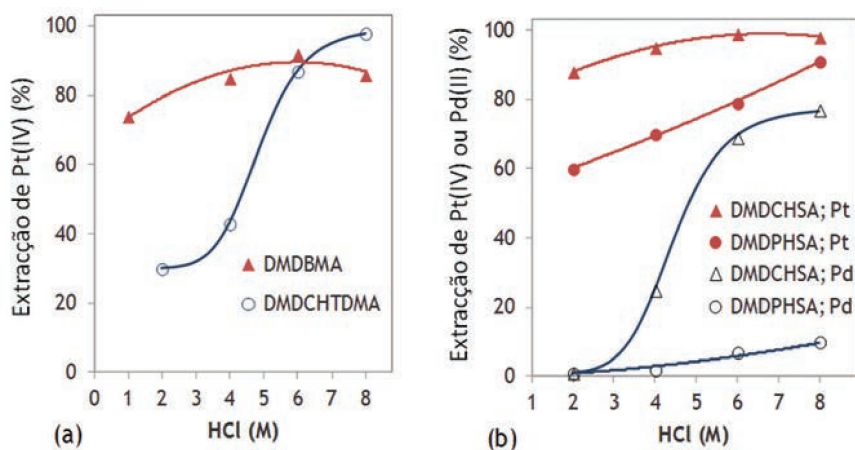 Extracção de Pt(IV) (%)
100
80
60
40
20
0
DMDBMA
DMDCHTDMA
0 1 2 3 4 5 6 7 8
(a)
HCl (M)
Extracção de Pt(IV) ou Pd(II) (%)
100
80
60
40
20
0
DMDCHSA; Pt
DMDPHSA; Pt
DMDCHSA; Pd
DMDPHSA; Pd
1 2 3 4 5 6 7 8
(b)
HCl (M)